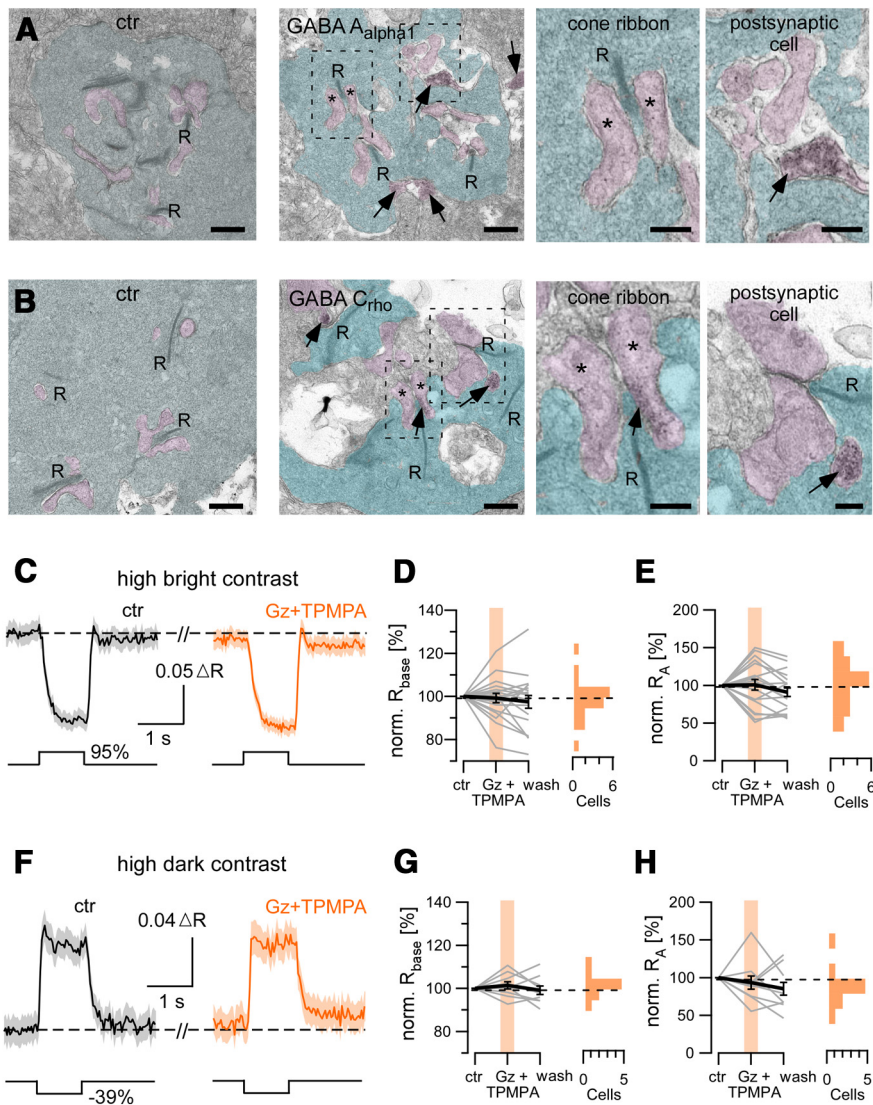 A
ctr
R
R
GABA A alpha1
R
* *
R
R
cone ribbon
R
* *
postsynaptic
cell
B
ctr
R
R
R
R
GABA C rho
R
R
* *
R
R
cone ribbon
* *
R
postsynaptic
cell
R
C
high bright contrast
ctr
Gz+TPMPA
//
0.05 ΔR
1 s
95%
D
norm. Rbase [%]
140
120
100
80
ctr Gz + wash
TPMPA
0 6
Cells
E
norm. RA [%]
200
150
100
50
0
ctr Gz + wash
TPMPA
0 6
Cells
F
high dark contrast
ctr
Gz+TPMPA
0.04 ΔR
1 s
//
-39%
G
norm. Rbase [%]
140
120
100
80
ctr Gz + wash
TPMPA
0 5
Cells
H
norm. RA [%]
200
150
100
50
0
ctr Gz + wash
TPMPA
0 5
Cells